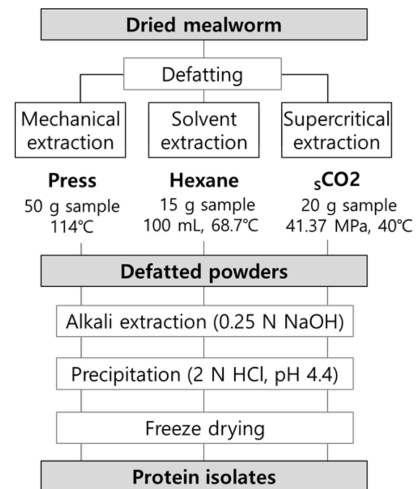 Dried mealworm
Defatting
Mechanical extraction
Solvent extraction
Supercritical extraction
Press
50 g sample
114℃
Hexane
15 g sample
100 mL, 68.7℃
sCO2
20 g sample
41.37 MPa, 40℃
Defatted powders
Alkali extraction (0.25 N NaOH)
Precipitation (2 N HCl, pH 4.4)
Freeze drying
Protein isolates